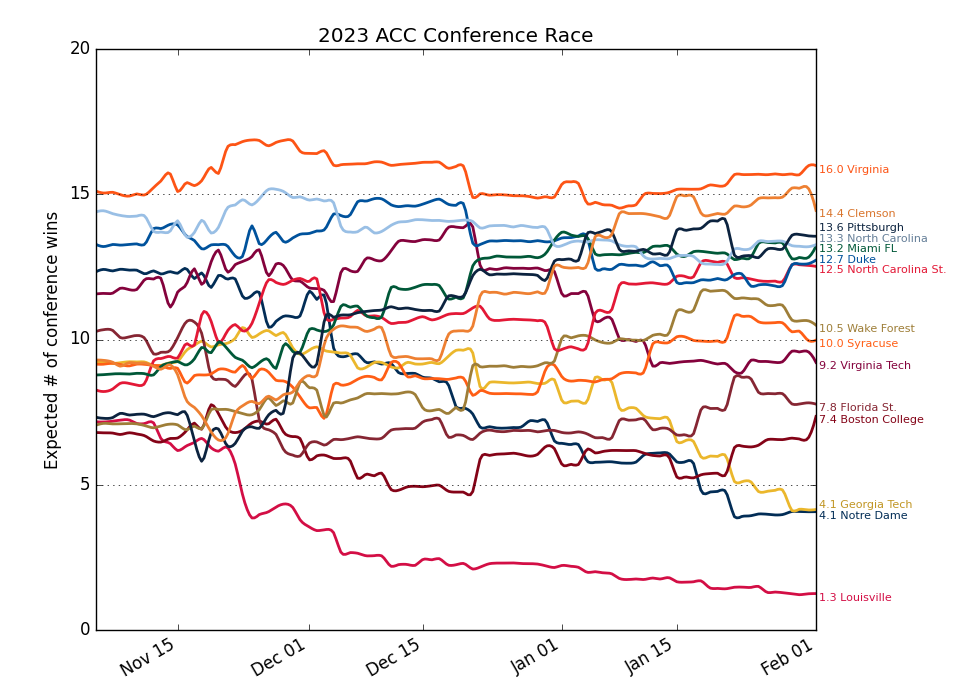 2023 ACC Conference Race
Expected # of conference wins
20
15
10
5
0
Nov 15
Dec 01
Dec 15
Jan 01
Jan 15
Feb 01
16.0 Virginia
14.4 Clemson
13.6 Pittsburgh
13.3 North Carolina
13.2 Miami FL
12.7 Duke
12.5 North Carolina St.
10.5 Wake Forest
10.0 Syracuse
9.2 Virginia Tech
7.8 Florida St.
7.4 Boston College
4.1 Georgia Tech
4.1 Notre Dame
1.3 Louisville